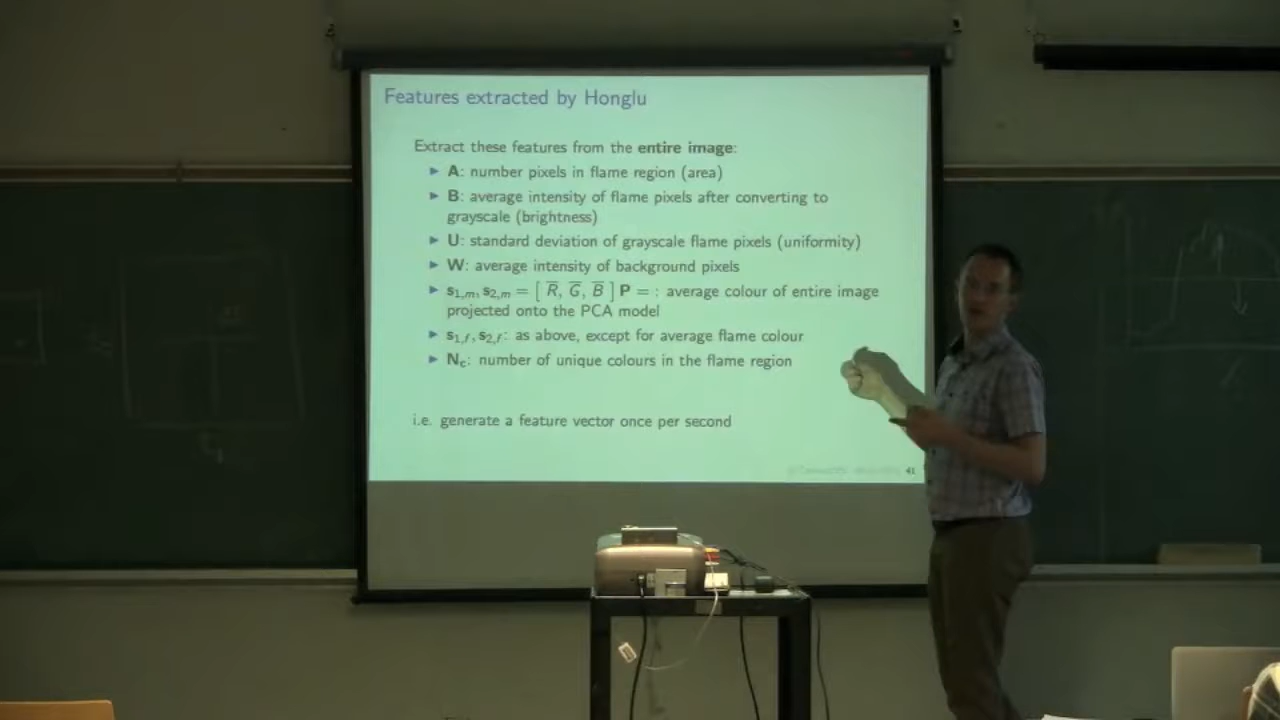 Features extracted by Honglu
Extract these features from the entire image:
▶ A: number pixels in flame region (area)
▶ B: average intensity of flame pixels after converting to
grayscale (brightness)
▶ U: standard deviation of grayscale flame pixels (uniformity)
▶ W: average intensity of background pixels
▶ s1,m, s2,m = [ R̅, G̅, B̅ ] P = : average colour of entire image
projected onto the PCA model
▶ s1,f, s2,f: as above, except for average flame colour
▶ Nc: number of unique colours in the flame region
i.e. generate a feature vector once per second
41